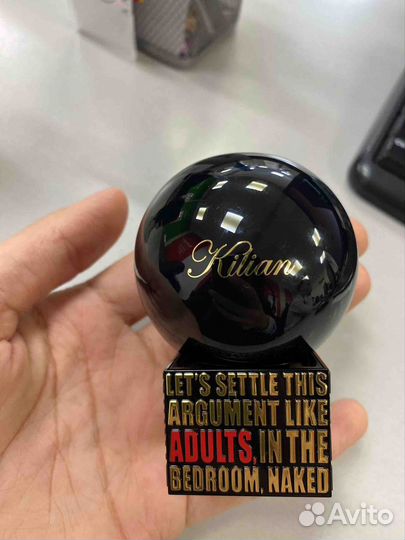 Kilian
LET'S SETTLE THIS
ARGUMENT LIKE
ADULTS, IN THE
BEDROOM, NAKED
Avito